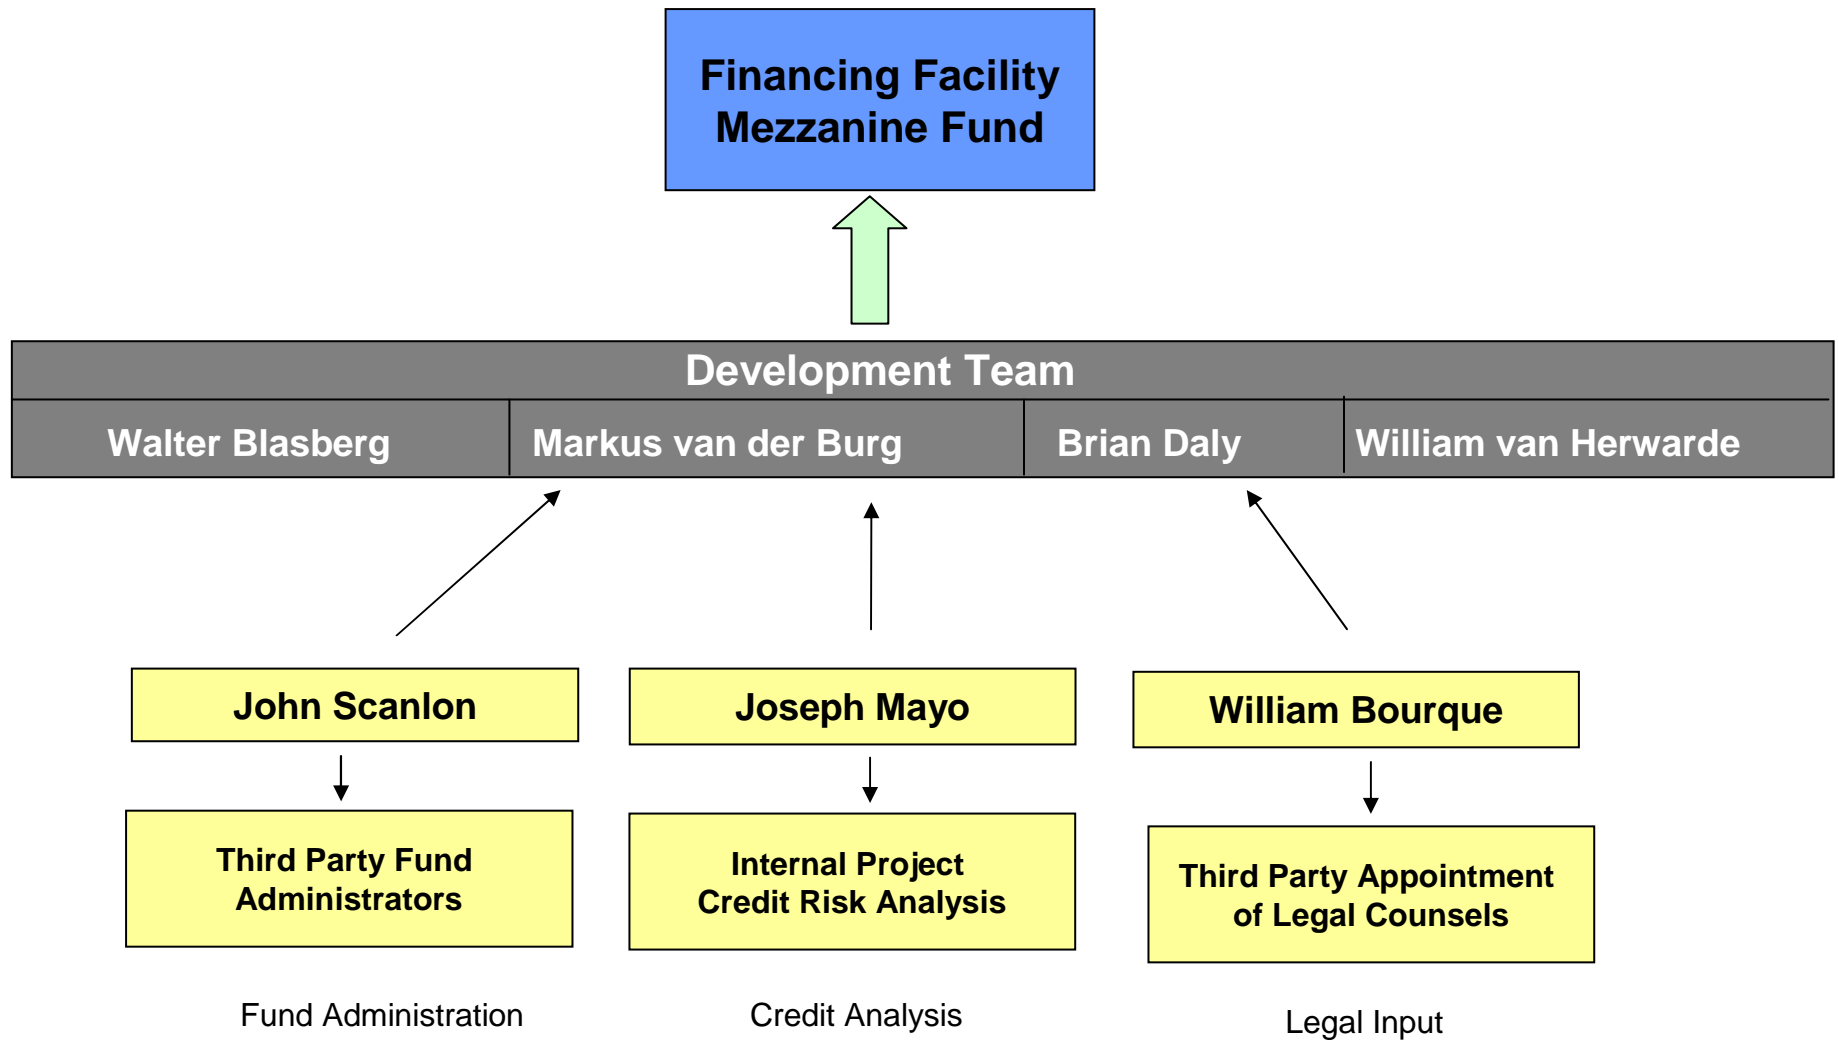 Financing Facility
Mezzanine Fund
Development Team
Walter Blasberg
Markus van der Burg
Brian Daly
William van Herwarde
John Scanlon
Joseph Mayo
William Bourque
Third Party Fund
Administrators
Internal Project
Credit Risk Analysis
Third Party Appointment
of Legal Counsels
Fund Administration
Credit Analysis
Legal Input